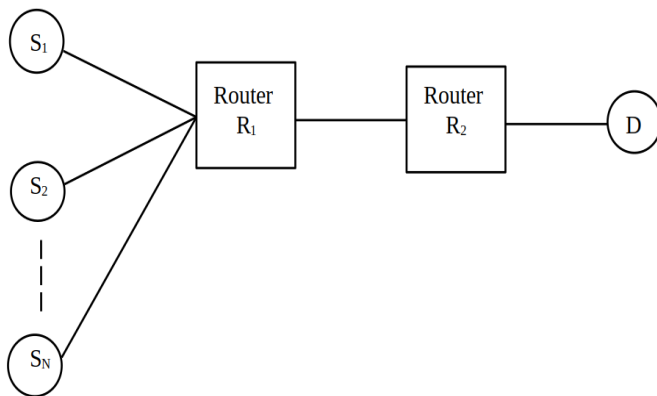 S₁
Router
R₁
Router
R₂
D
S₂
Sₙ